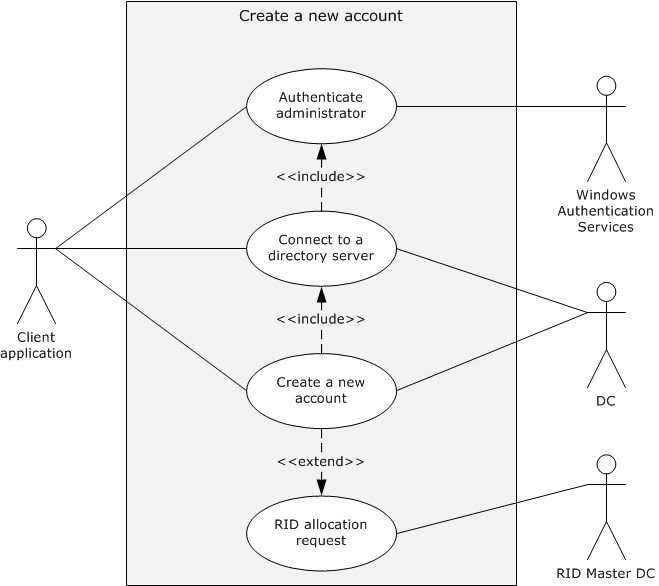 Create a new account
Authenticate
administrator
<<include>>
Windows
Authentication
Services
Connect to a
directory server
Client
application
<<include>>
Create a new
account
DC
<<extend>>
RID allocation
request
RID Master DC